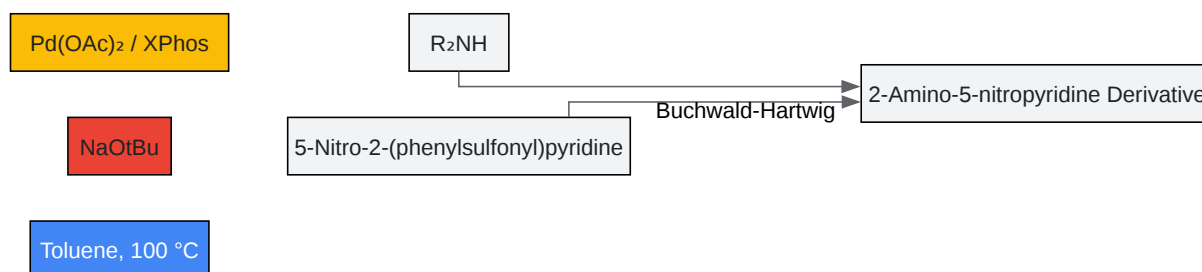 Pd(OAc)₂ / XPhos
R₂NH
2-Amino-5-nitropyridine Derivative
Buchwald-Hartwig
NaOtBu
5-Nitro-2-(phenylsulfonyl)pyridine
Toluene, 100 °C